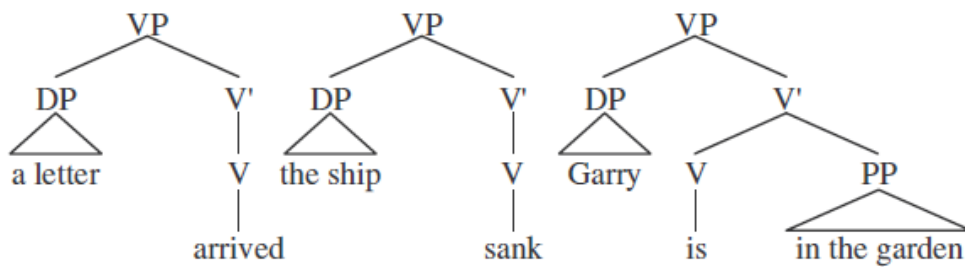 VP VP VP
DP V' DP V' DP V'
a letter V the ship V Garry V PP
arrived sank is in the garden